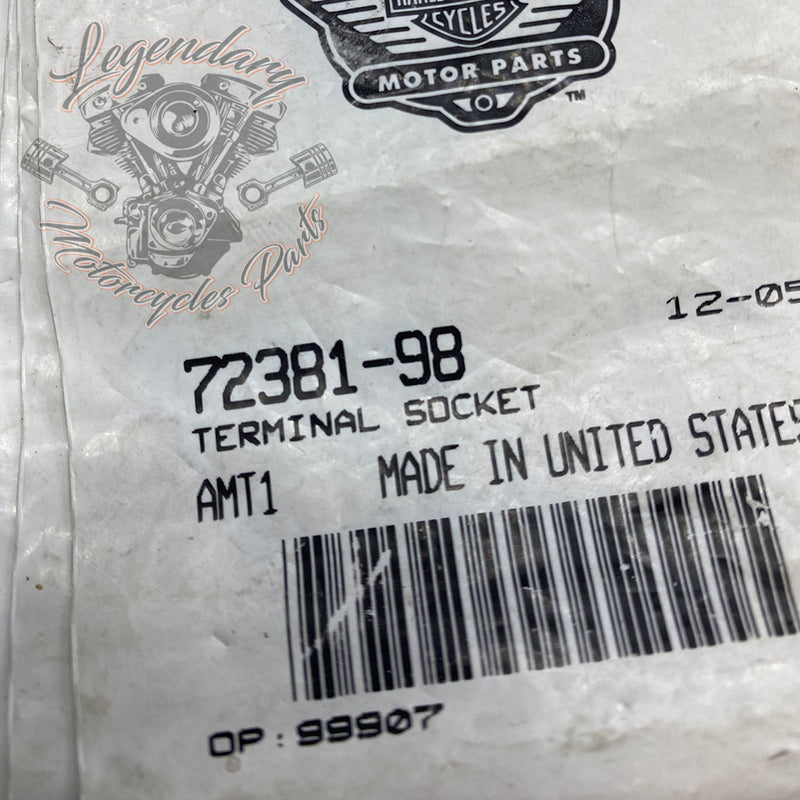 CYCLES
MOTOR PARTS
TM
Legendary
Motorcycles Parts
12-05
72381-98
TERMINAL SOCKET
AMT1 MADE IN UNITED STATES
OP: 99907